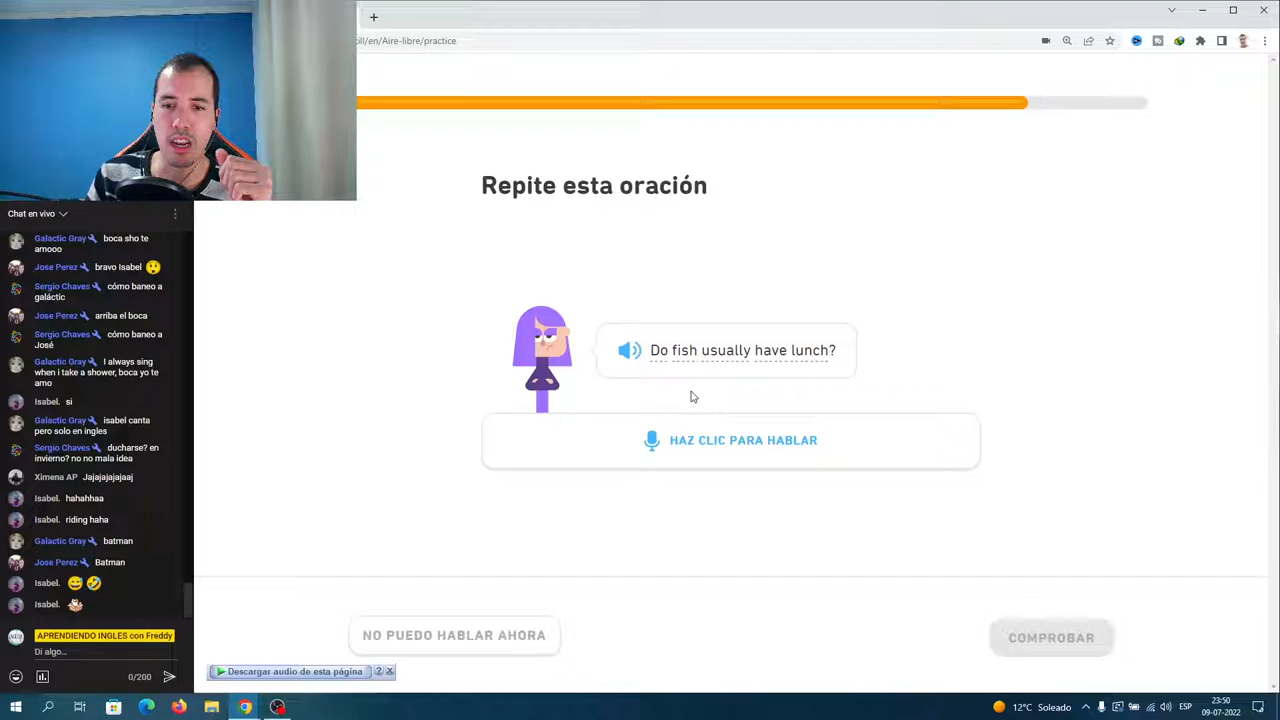 ill/en/Aire-libre/practice
Repite esta oración
Do fish usually have lunch?
HAZ CLIC PARA HABLAR
NO PUEDO HABLAR AHORA
COMPROBAR
Descargar audio de esta página
Chat en vivo
Galactic Gray boca sho te
amooo
Jose Perez bravo Isabel
Sergio Chaves cómo baneo a
galáctic
Jose Perez arriba el boca
Sergio Chaves cómo baneo a
José
Galactic Gray I always sing
when i take a shower, boca yo te
amo
Isabel. si
Galactic Gray isabel canta
pero solo en ingles
Sergio Chaves ducharse? en
invierno? no no mala idea
Ximena AP Jajajajajaaj
Isabel. hahahhaa
Isabel. riding haha
Galactic Gray batman
Jose Perez Batman
Isabel.
Isabel.
APRENDIENDO INGLES con Freddy
Di algo...
0/200
12°C Soleado
ESP
23:50
09-07-2022